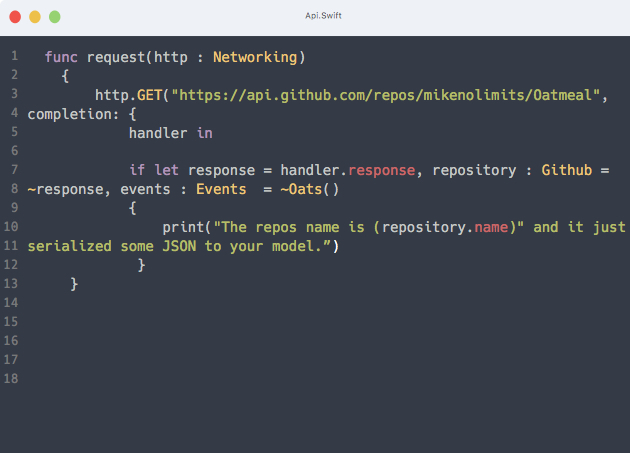 Api.Swift
1 func request(http : Networking)
2 {
3 http.GET("https://api.github.com/repos/mikenolimits/Oatmeal",
4 completion: {
5 handler in
6
7 if let response = handler.response, repository : Github =
8 ~response, events : Events = ~Oats()
9 {
10 print("The repos name is (repository.name)" and it just
11 serialized some JSON to your model.”)
12 }
13 }
14
15
16
17
18